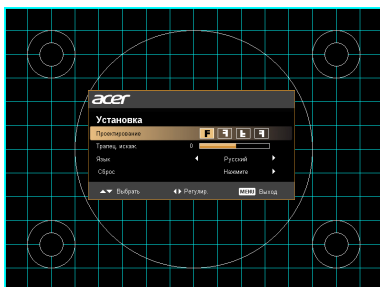 acer
Установка
Проектирование
Трапец. искаж. 0
Язык Русский
Сброс Нажмите
Выбрать Регулир. MENU Выход